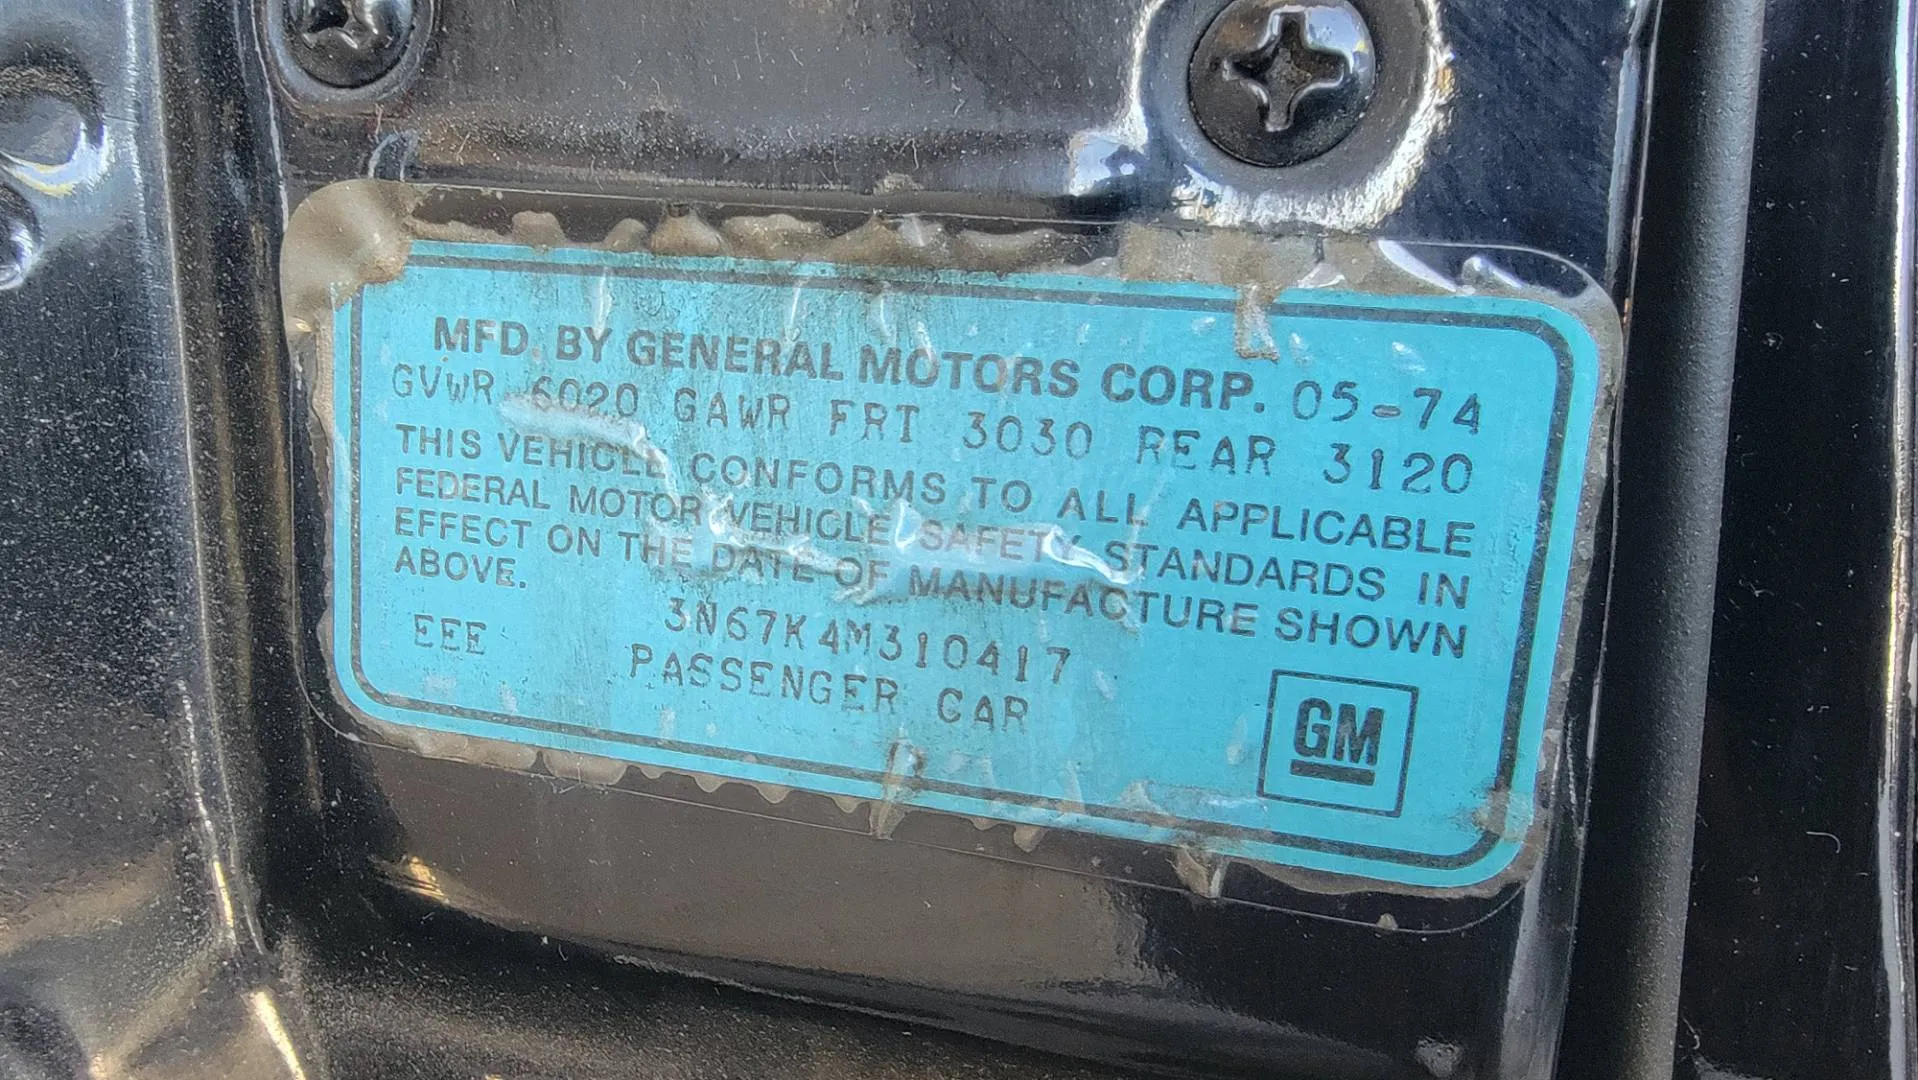 MFD. BY GENERAL MOTORS CORP. 05-74
GVWR 6020 GAWR FRT 3030 REAR 3120
THIS VEHICLE CONFORMS TO ALL APPLICABLE
FEDERAL MOTOR VEHICLE SAFETY STANDARDS IN
EFFECT ON THE DATE OF MANUFACTURE SHOWN
ABOVE.
EEE 3N67K4M310417
PASSENGER CAR
GM